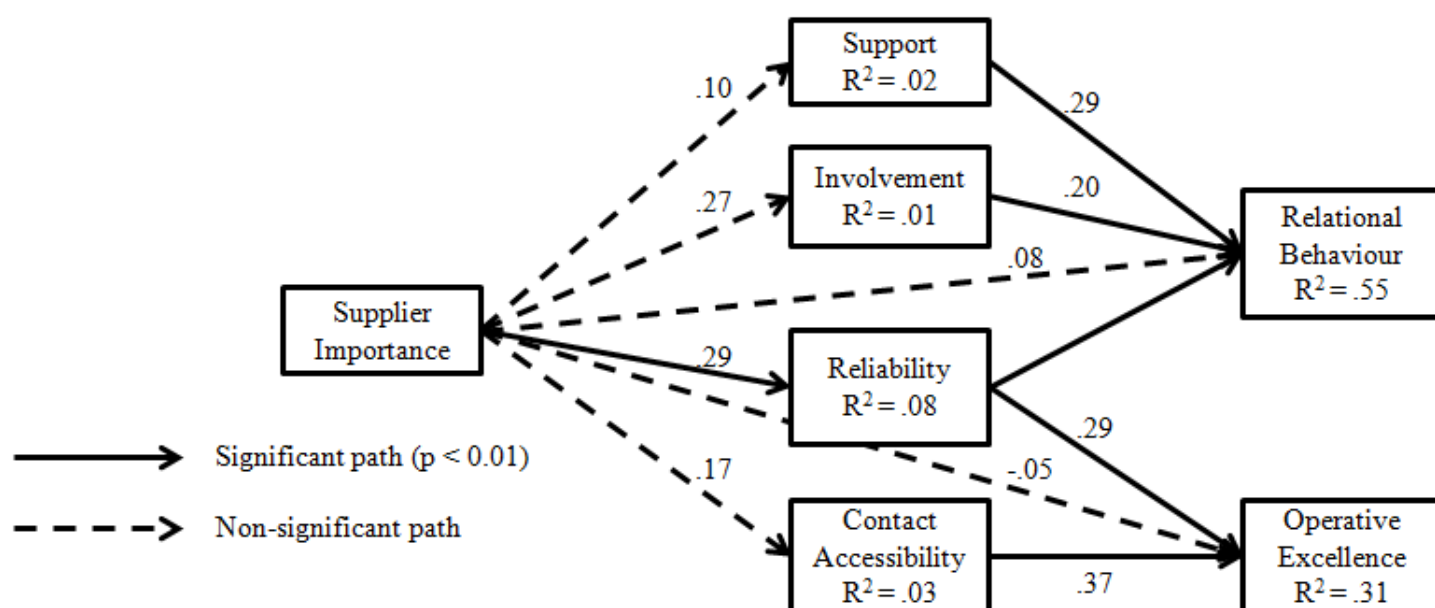 Support
R² = .02
.10
.29
Involvement
R² = .01
.27
.20
Relational
Behaviour
R² = .55
.08
Supplier
Importance
.29
Reliability
R² = .08
.29
Significant path (p < 0.01)
.17
-.05
Non-significant path
Contact
Accessibility
R² = .03
.37
Operative
Excellence
R² = .31